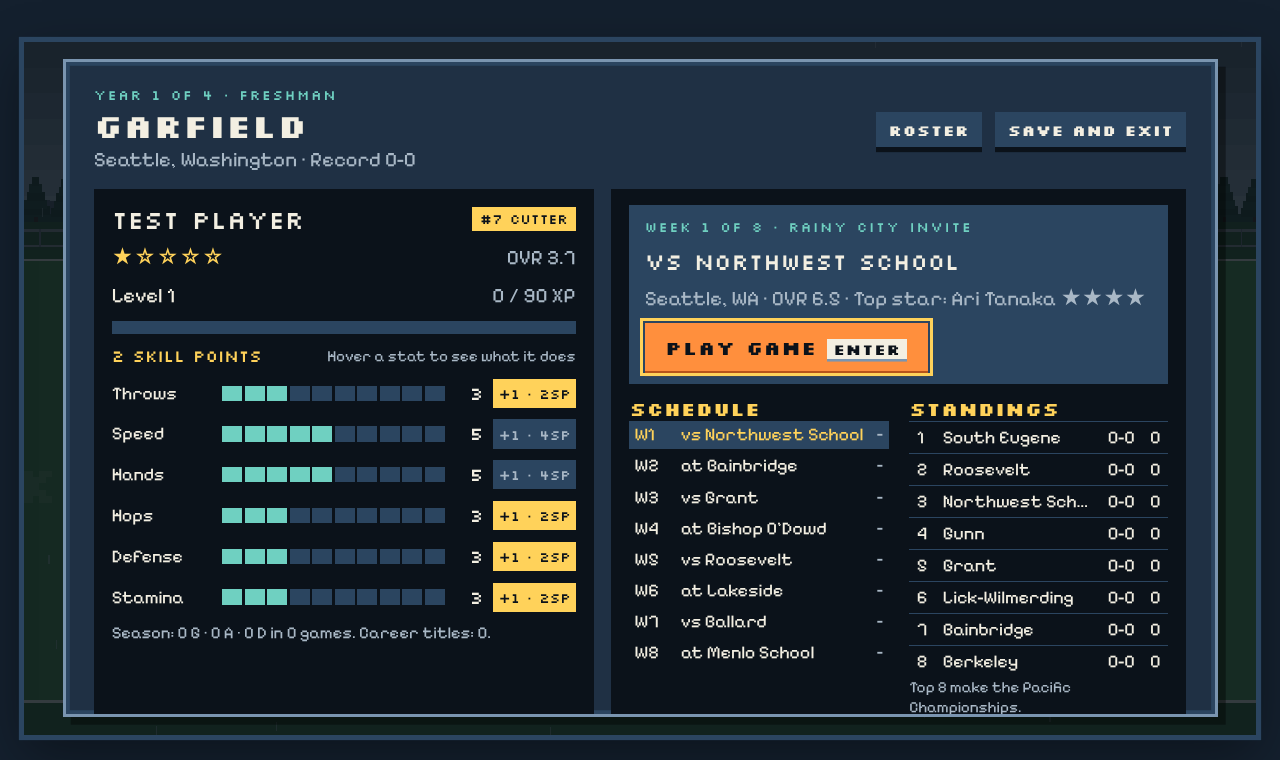 YEAR 1 OF 4 · FRESHMAN
GARFIELD
Seattle, Washington · Record 0-0
ROSTER
SAVE AND EXIT
TEST PLAYER
#7 CUTTER
★☆☆☆☆
OVR 3.7
Level 1
0 / 90 XP
2 SKILL POINTS
Hover a stat to see what it does
Throws 3 +1 · 2SP
Speed 5 +1 · 4SP
Hands 5 +1 · 4SP
Hops 3 +1 · 2SP
Defense 3 +1 · 2SP
Stamina 3 +1 · 2SP
Season: 0 G · 0 A · 0 D in 0 games. Career titles: 0.
WEEK 1 OF 8 · RAINY CITY INVITE
VS NORTHWEST SCHOOL
Seattle, WA · OVR 6.5 · Top star: Ari Tanaka ★★★★
PLAY GAME ENTER
SCHEDULE
W1 vs Northwest School -
W2 at Bainbridge -
W3 vs Grant -
W4 at Bishop O'Dowd -
W5 vs Roosevelt -
W6 at Lakeside -
W7 vs Ballard -
W8 at Menlo School -
STANDINGS
1 South Eugene 0-0 0
2 Roosevelt 0-0 0
3 Northwest Sch... 0-0 0
4 Gunn 0-0 0
5 Grant 0-0 0
6 Lick-Wilmerding 0-0 0
7 Bainbridge 0-0 0
8 Berkeley 0-0 0
Top 8 make the Pacific
Championships.